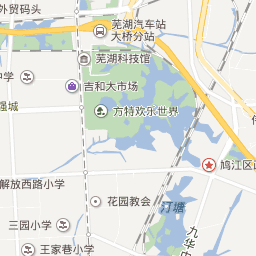 外贸码头
芜湖汽车站
大桥分站
芜湖科技馆
中学
吉和大市场
强城
方特欢乐世界
鸠江区
解放西路小学
花园教会
汀塘
三园小学
九华中
王家巷小学